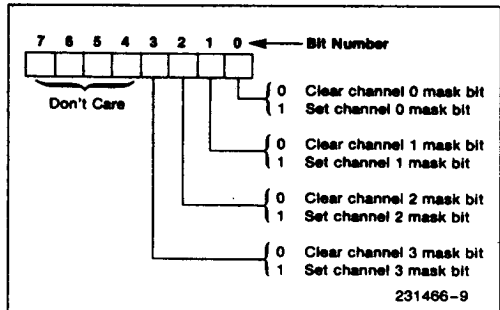 7 6 5 4 3 2 1 0 Bit Number
Don't Care
0 Clear channel 0 mask bit
1 Set channel 0 mask bit
0 Clear channel 1 mask bit
1 Set channel 1 mask bit
0 Clear channel 2 mask bit
1 Set channel 2 mask bit
0 Clear channel 3 mask bit
1 Set channel 3 mask bit
231466-9